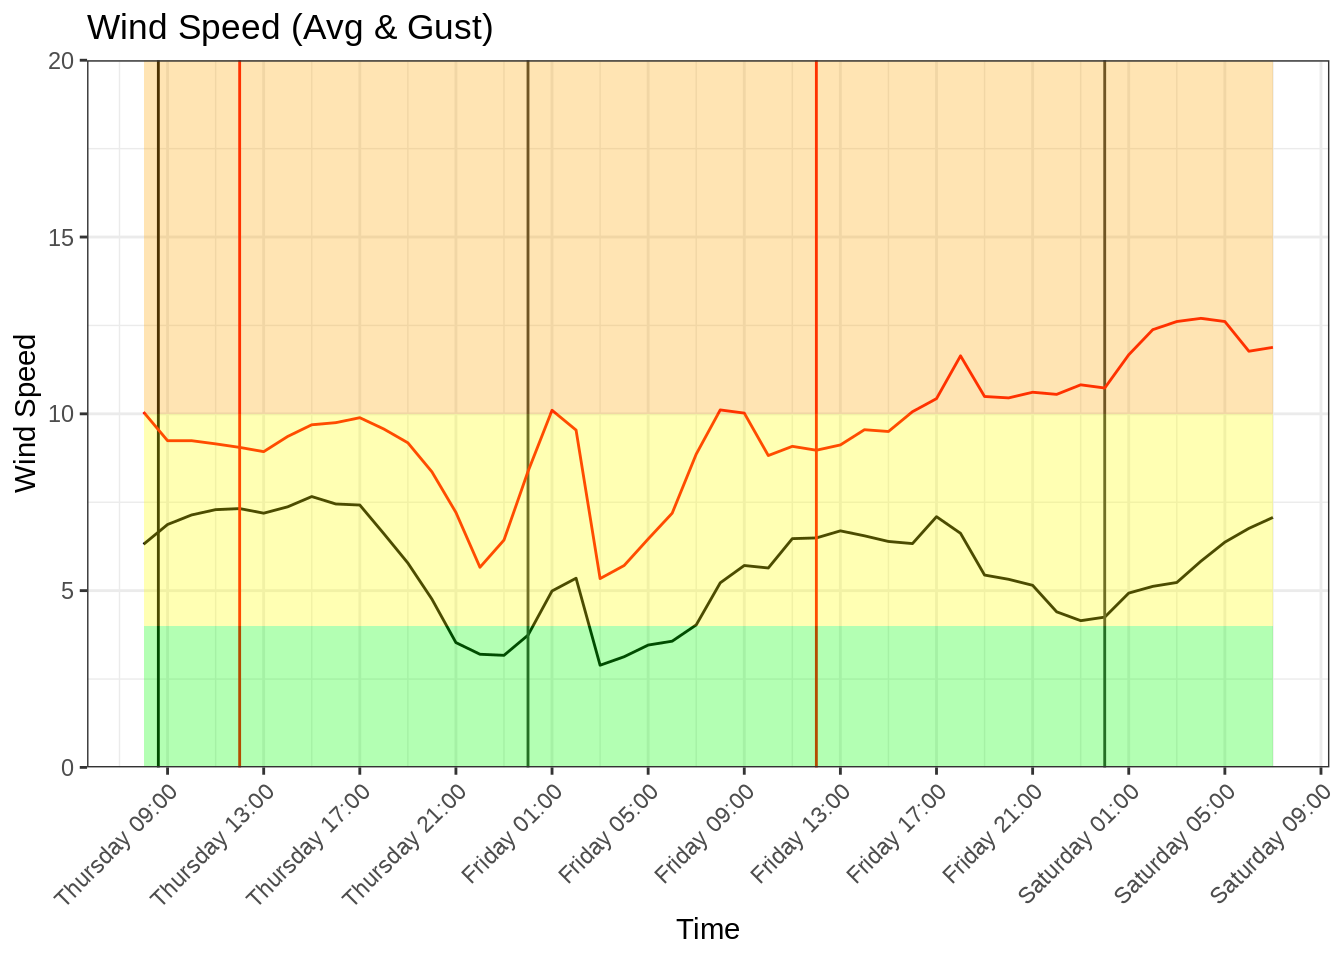 Wind Speed (Avg & Gust)
20
15
10
5
0
Wind Speed
Thursday 09:00
Thursday 13:00
Thursday 17:00
Thursday 21:00
Friday 01:00
Friday 05:00
Friday 09:00
Friday 13:00
Friday 17:00
Friday 21:00
Saturday 01:00
Saturday 05:00
Saturday 09:00
Time